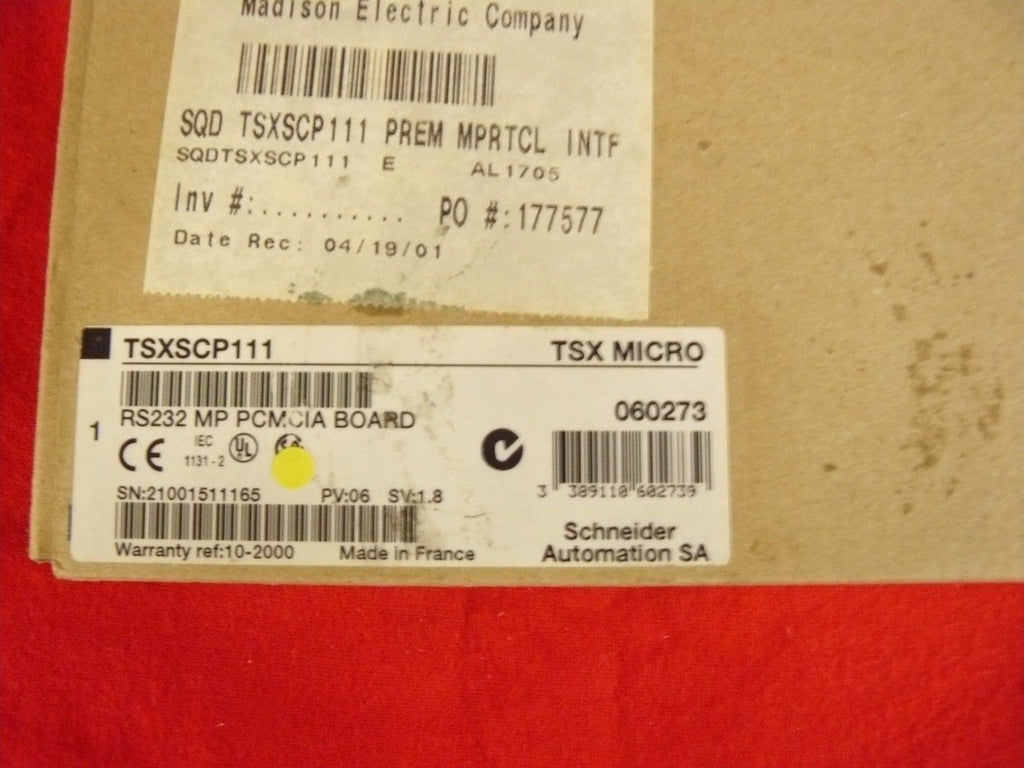 Madison Electric Company
SQD TSXSCP111 PREM MPRTCL INTF
SQDTSXSCP111 E AL1705
Inv #:.......... PO #:177577
Date Rec: 04/19/01
TSXSCP111 TSX MICRO
RS232 MP PCMCIA BOARD 060273
1
CE IEC 1131-2 UL
3 389110 602739
SN:21001511165 PV:06 SV:1.8
Schneider
Automation SA
Warranty ref:10-2000 Made in France